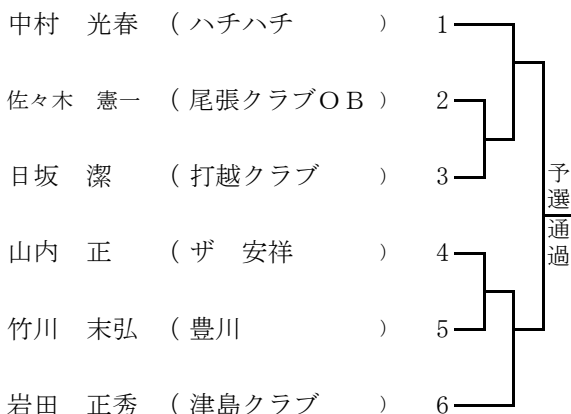 中村　光春　（ハチハチ　　　　）　1
佐々木　憲一　（尾張クラブＯＢ）　2
日坂　潔　　（打越クラブ　　）　3
山内　正　　（ザ　安祥　　　）　4
竹川　末弘　（豊川　　　　　）　5
岩田　正秀　（津島クラブ　　）　6
予選通過